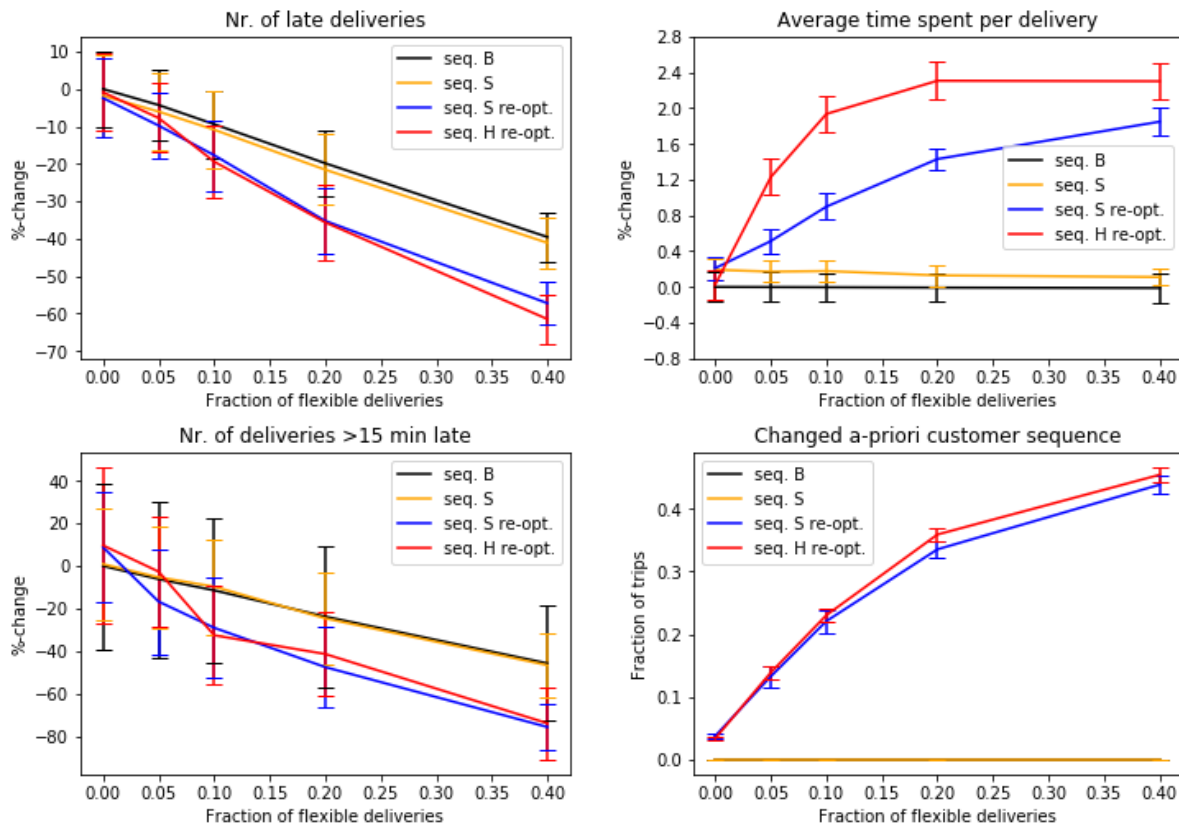 Nr. of late deliveries
%-change
10
0
−10
−20
−30
−40
−50
−60
−70
seq. B
seq. S
seq. S re-opt.
seq. H re-opt.
0.00 0.05 0.10 0.15 0.20 0.25 0.30 0.35 0.40
Fraction of flexible deliveries
Average time spent per delivery
%-change
2.8
2.4
2.0
1.6
1.2
0.8
0.4
0.0
−0.4
−0.8
seq. B
seq. S
seq. S re-opt.
seq. H re-opt.
0.00 0.05 0.10 0.15 0.20 0.25 0.30 0.35 0.40
Fraction of flexible deliveries
Nr. of deliveries >15 min late
%-change
40
20
0
−20
−40
−60
−80
seq. B
seq. S
seq. S re-opt.
seq. H re-opt.
0.00 0.05 0.10 0.15 0.20 0.25 0.30 0.35 0.40
Fraction of flexible deliveries
Changed a-priori customer sequence
Fraction of trips
0.4
0.3
0.2
0.1
0.0
seq. B
seq. S
seq. S re-opt.
seq. H re-opt.
0.00 0.05 0.10 0.15 0.20 0.25 0.30 0.35 0.40
Fraction of flexible deliveries